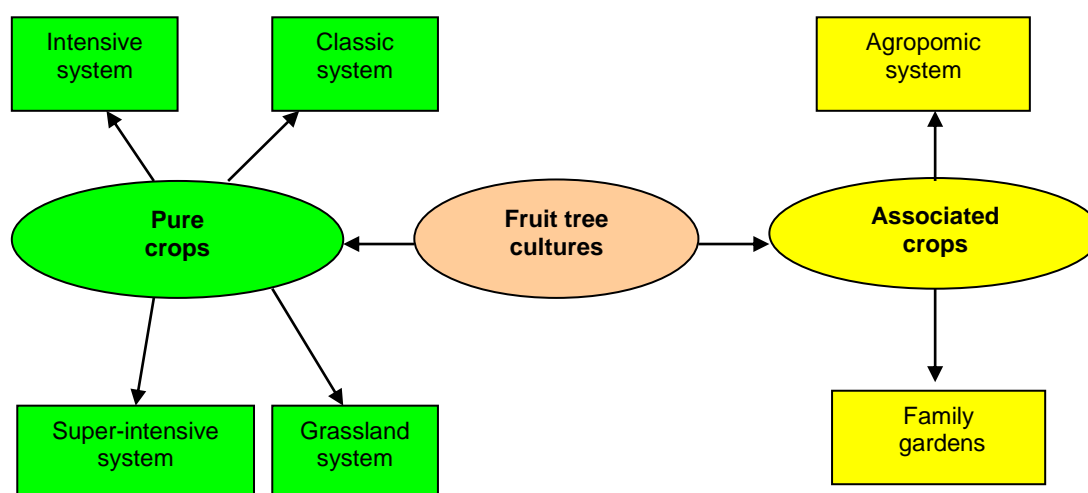 Intensive
system
Classic
system
Agropomic
system
Pure
crops
Fruit tree
cultures
Associated
crops
Super-intensive
system
Grassland
system
Family
gardens